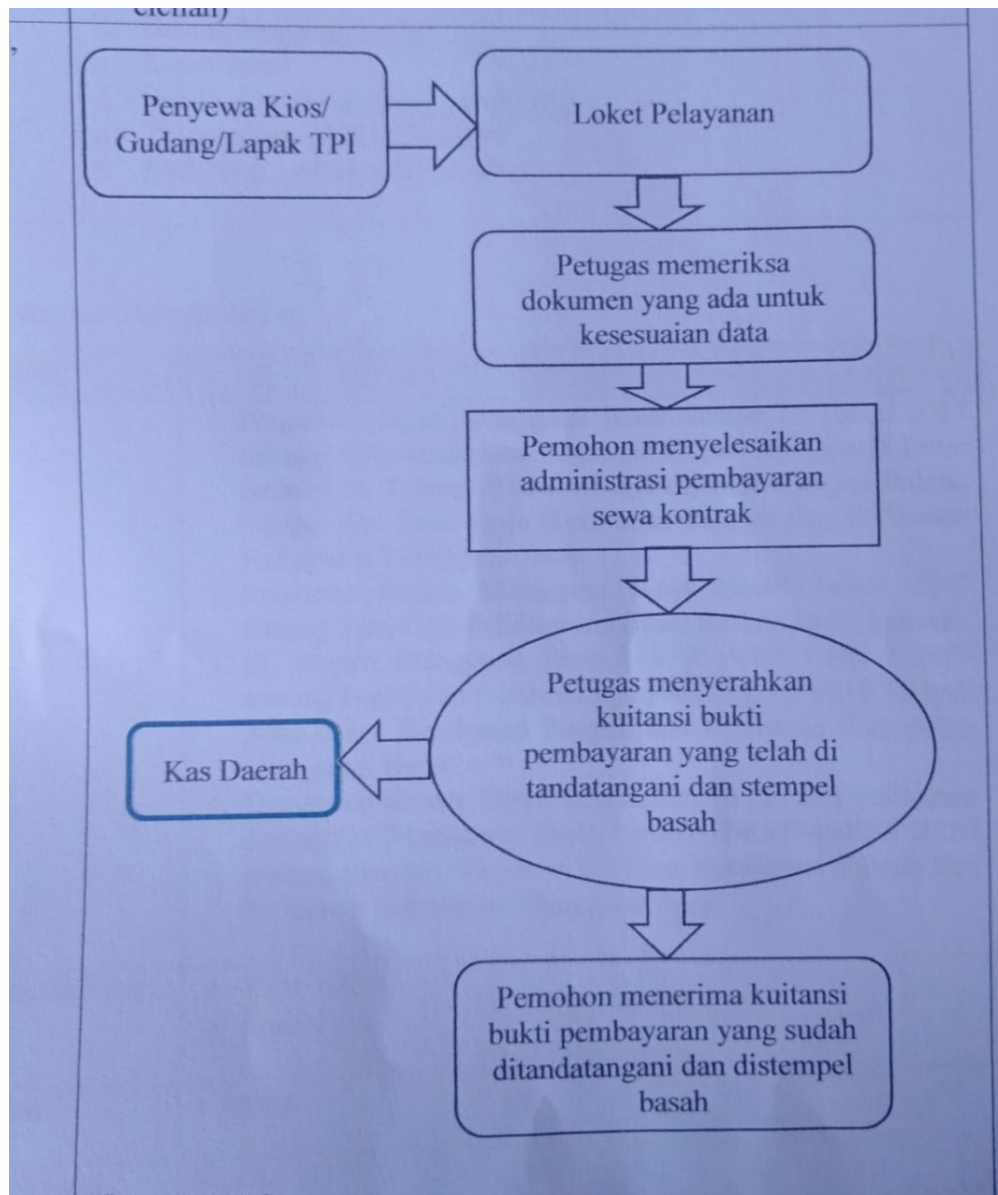 Penyewa Kios/
Gudang/Lapak TPI
Loket Pelayanan
Petugas memeriksa
dokumen yang ada untuk
kesesuaian data
Pemohon menyelesaikan
administrasi pembayaran
sewa kontrak
Petugas menyerahkan
kuitansi bukti
pembayaran yang telah di
tandatangani dan stempel
basah
Kas Daerah
Pemohon menerima kuitansi
bukti pembayaran yang sudah
ditandatangani dan distempel
basah